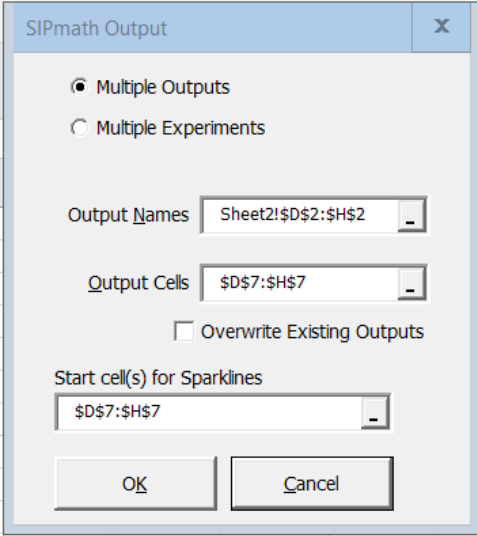 SIPmath Output
x
Multiple Outputs
Multiple Experiments
Output Names Sheet2!$D$2:$H$2 _
Output Cells $D$7:$H$7 _
Overwrite Existing Outputs
Start cell(s) for Sparklines
$D$7:$H$7 _
OK Cancel